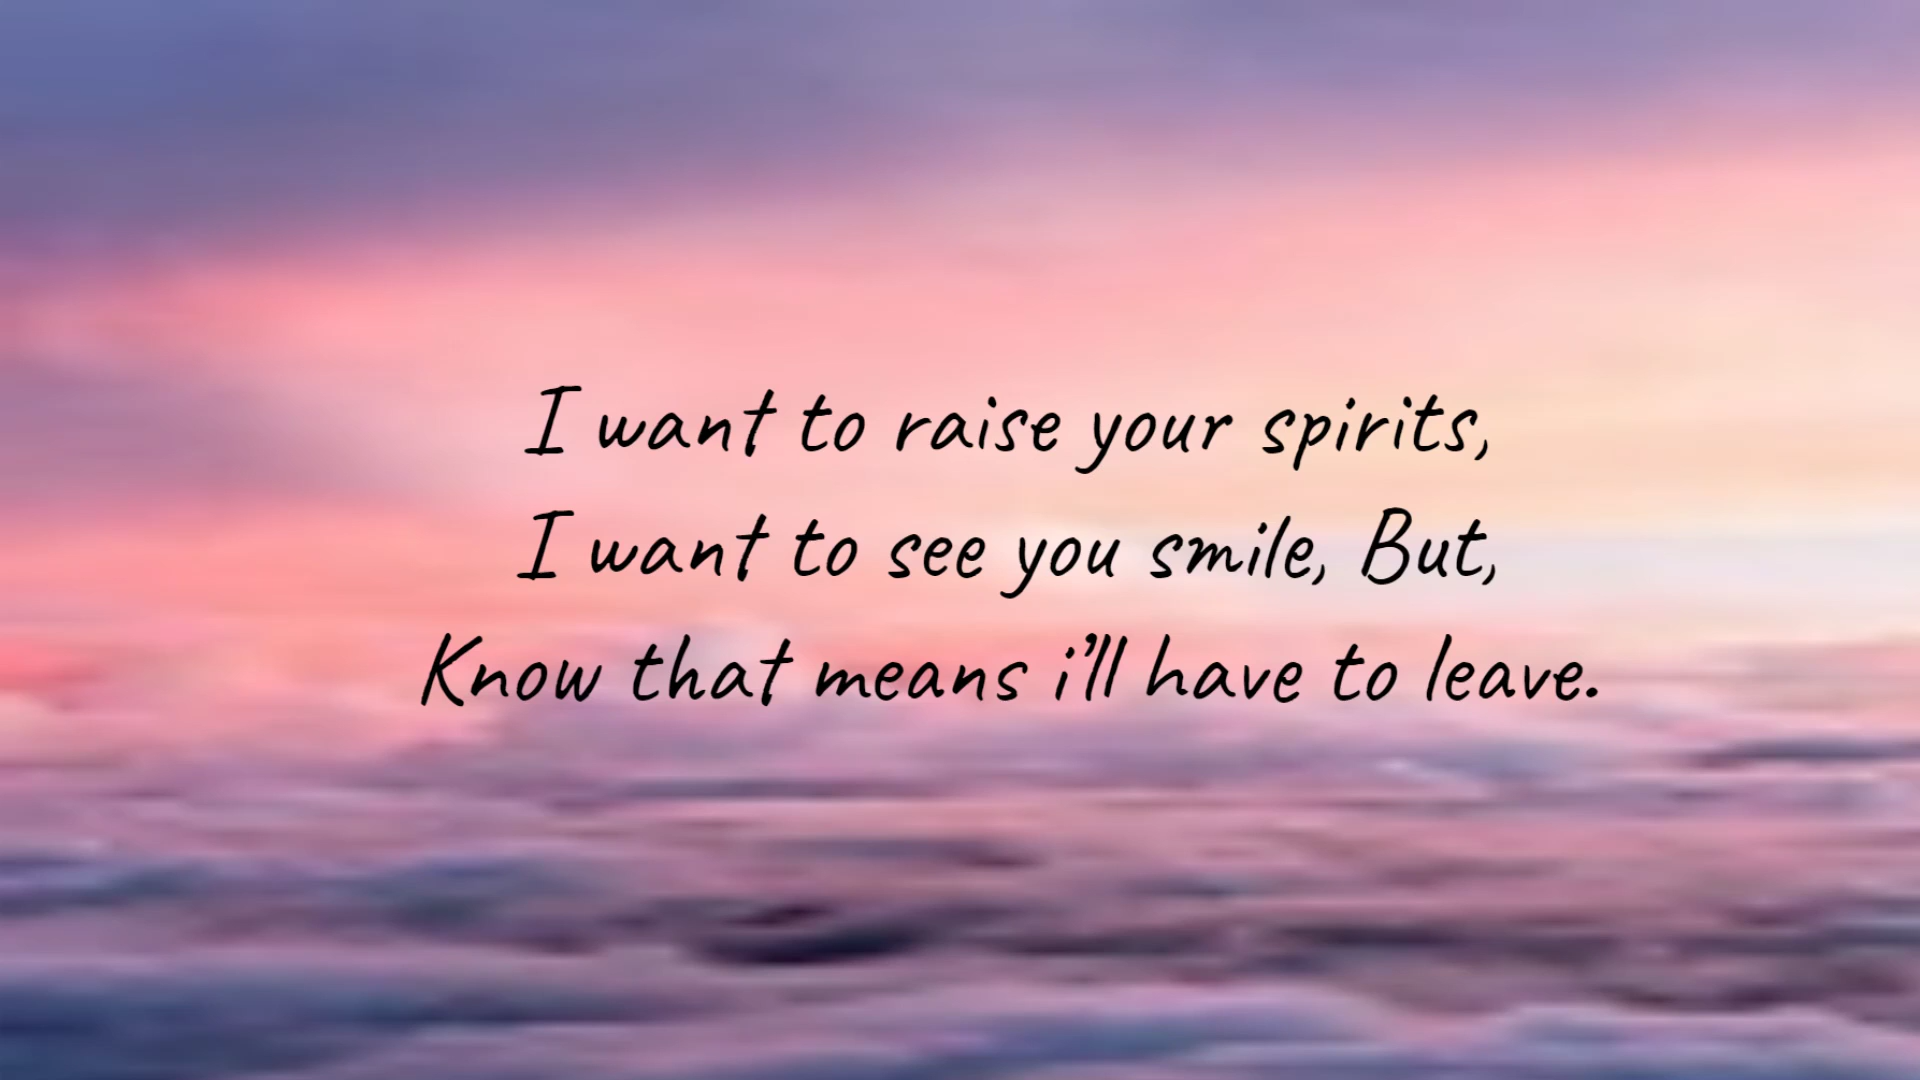 I want to raise your spirits,
I want to see you smile, But,
Know that means i'll have to leave.